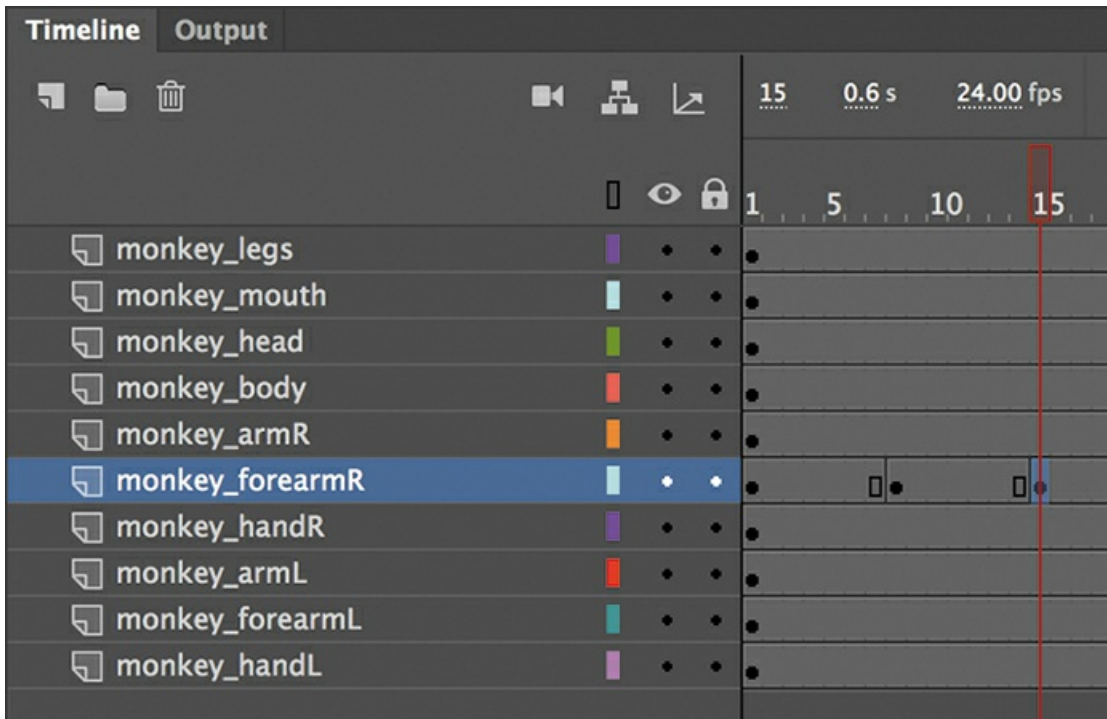 Timeline Output
15 0.6 s 24.00 fps
1 5 10 15
monkey_legs
monkey_mouth
monkey_head
monkey_body
monkey_armR
monkey_forearmR
monkey_handR
monkey_armL
monkey_forearmL
monkey_handL